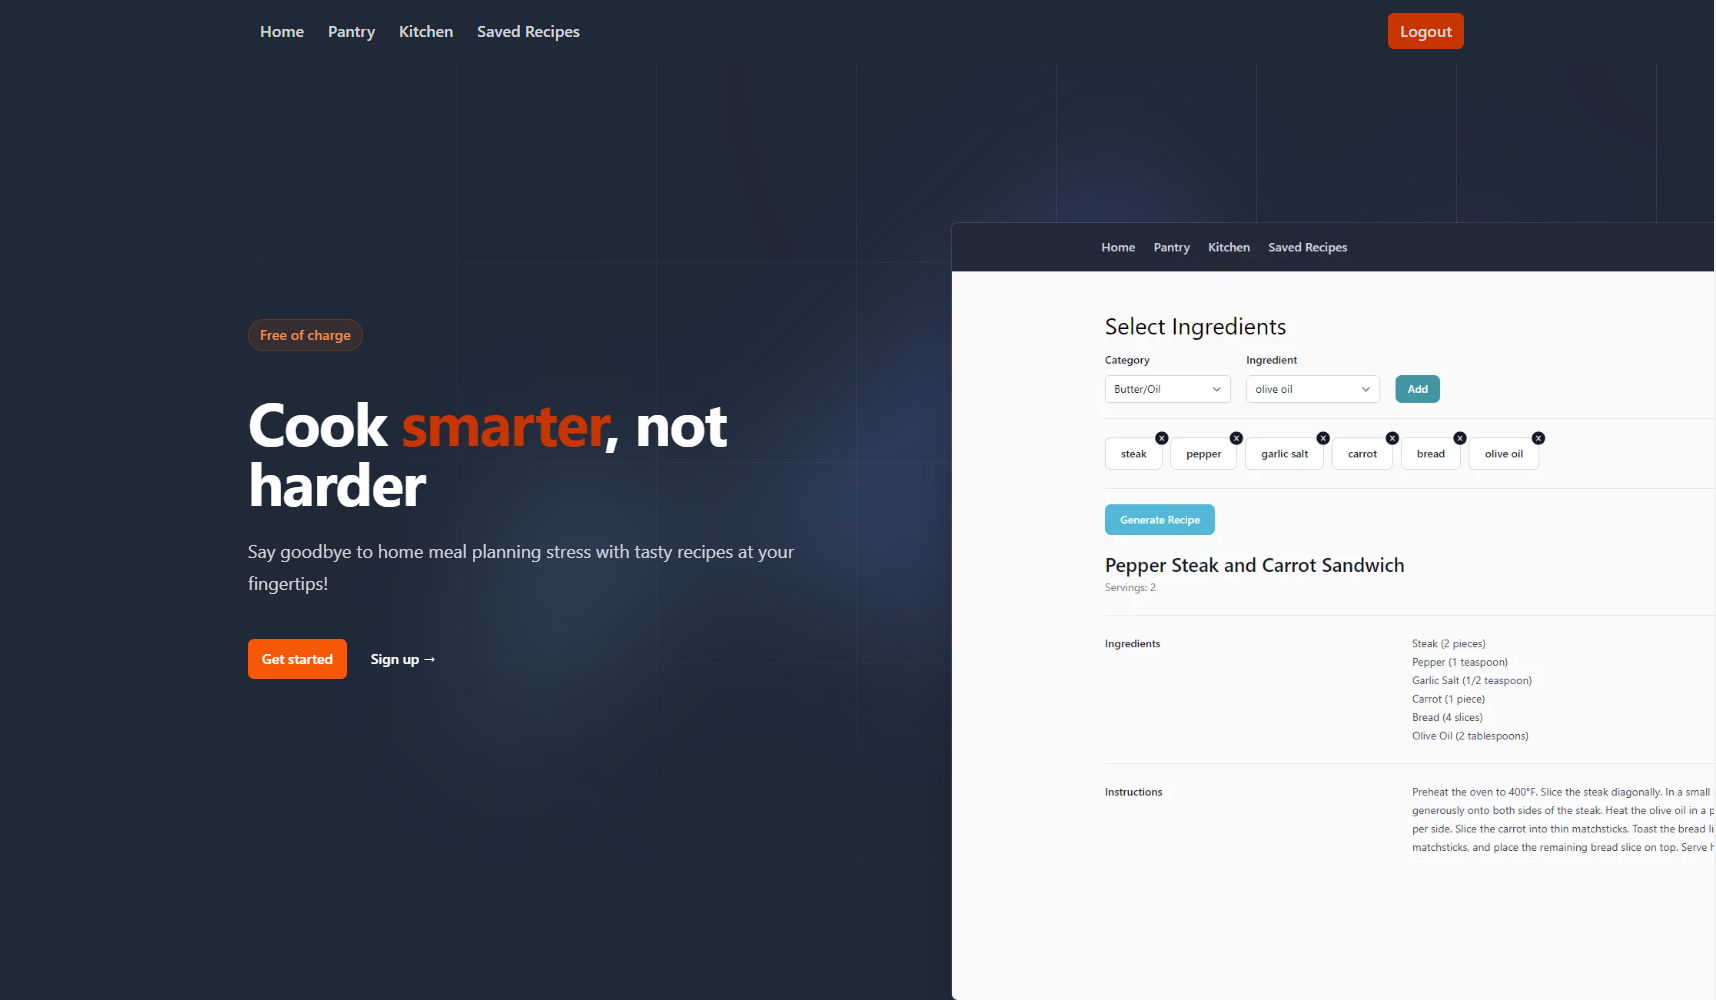 Home Pantry Kitchen Saved Recipes Logout
Free of charge
Cook smarter, not
harder
Say goodbye to home meal planning stress with tasty recipes at your
fingertips!
Get started Sign up →
Home Pantry Kitchen Saved Recipes
Select Ingredients
Category Ingredient
Butter/Oil olive oil Add
steak pepper garlic salt carrot bread olive oil
Generate Recipe
Pepper Steak and Carrot Sandwich
Servings: 2
Ingredients
Steak (2 pieces)
Pepper (1 teaspoon)
Garlic Salt (1/2 teaspoon)
Carrot (1 piece)
Bread (4 slices)
Olive Oil (2 tablespoons)
Instructions
Preheat the oven to 400°F. Slice the steak diagonally. In a small
generously onto both sides of the steak. Heat the olive oil in a
per side. Slice the carrot into thin matchsticks. Toast the bread
matchsticks, and place the remaining bread slice on top. Serve